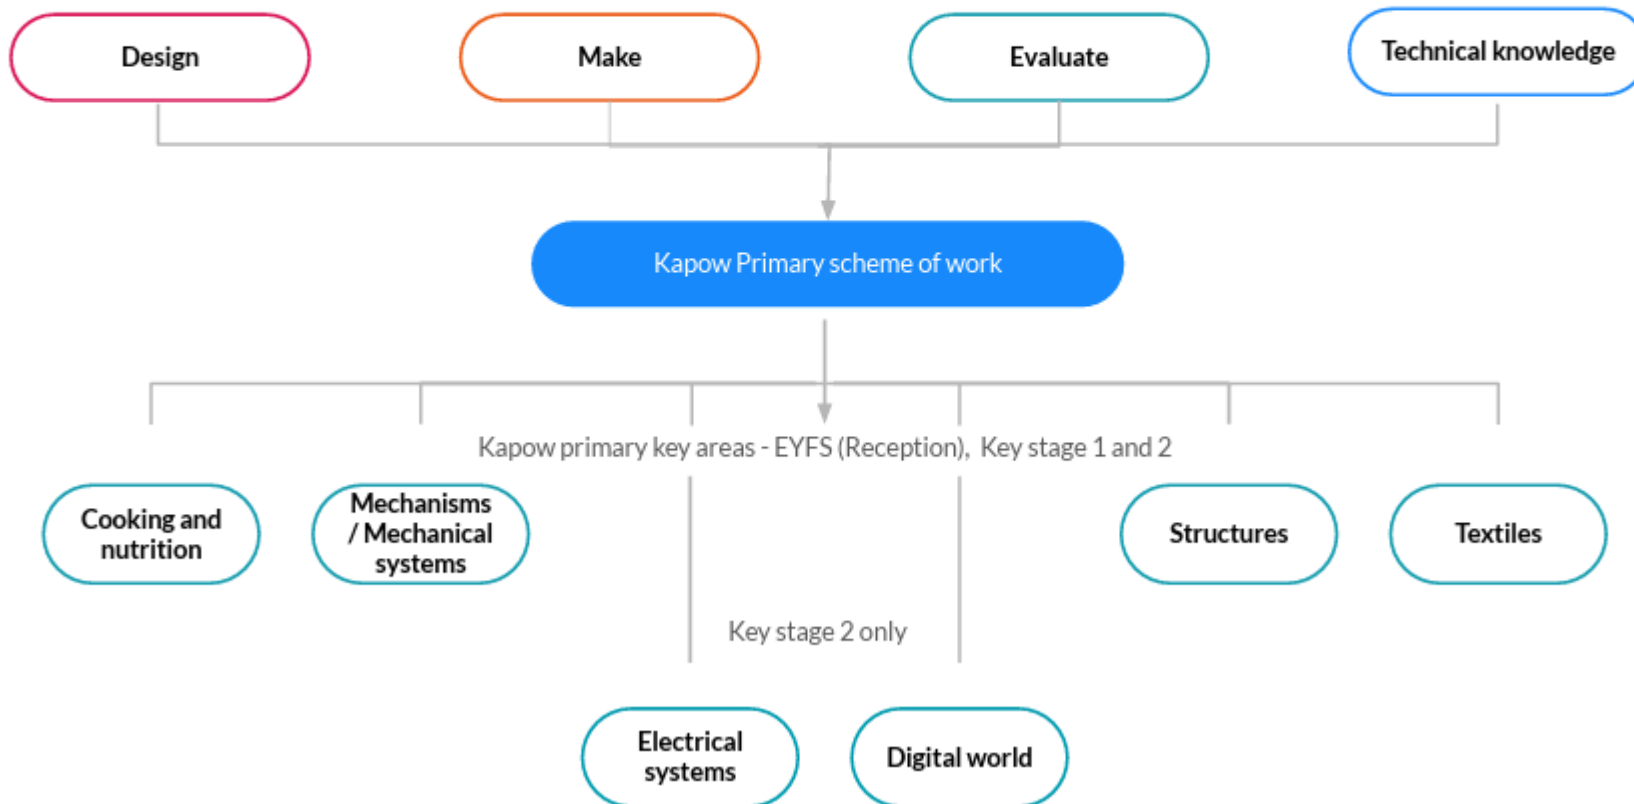 Design
Make
Evaluate
Technical knowledge
Kapow Primary scheme of work
Kapow primary key areas - EYFS (Reception), Key stage 1 and 2
Cooking and
nutrition
Mechanisms
/ Mechanical
systems
Structures
Textiles
Key stage 2 only
Electrical
systems
Digital world